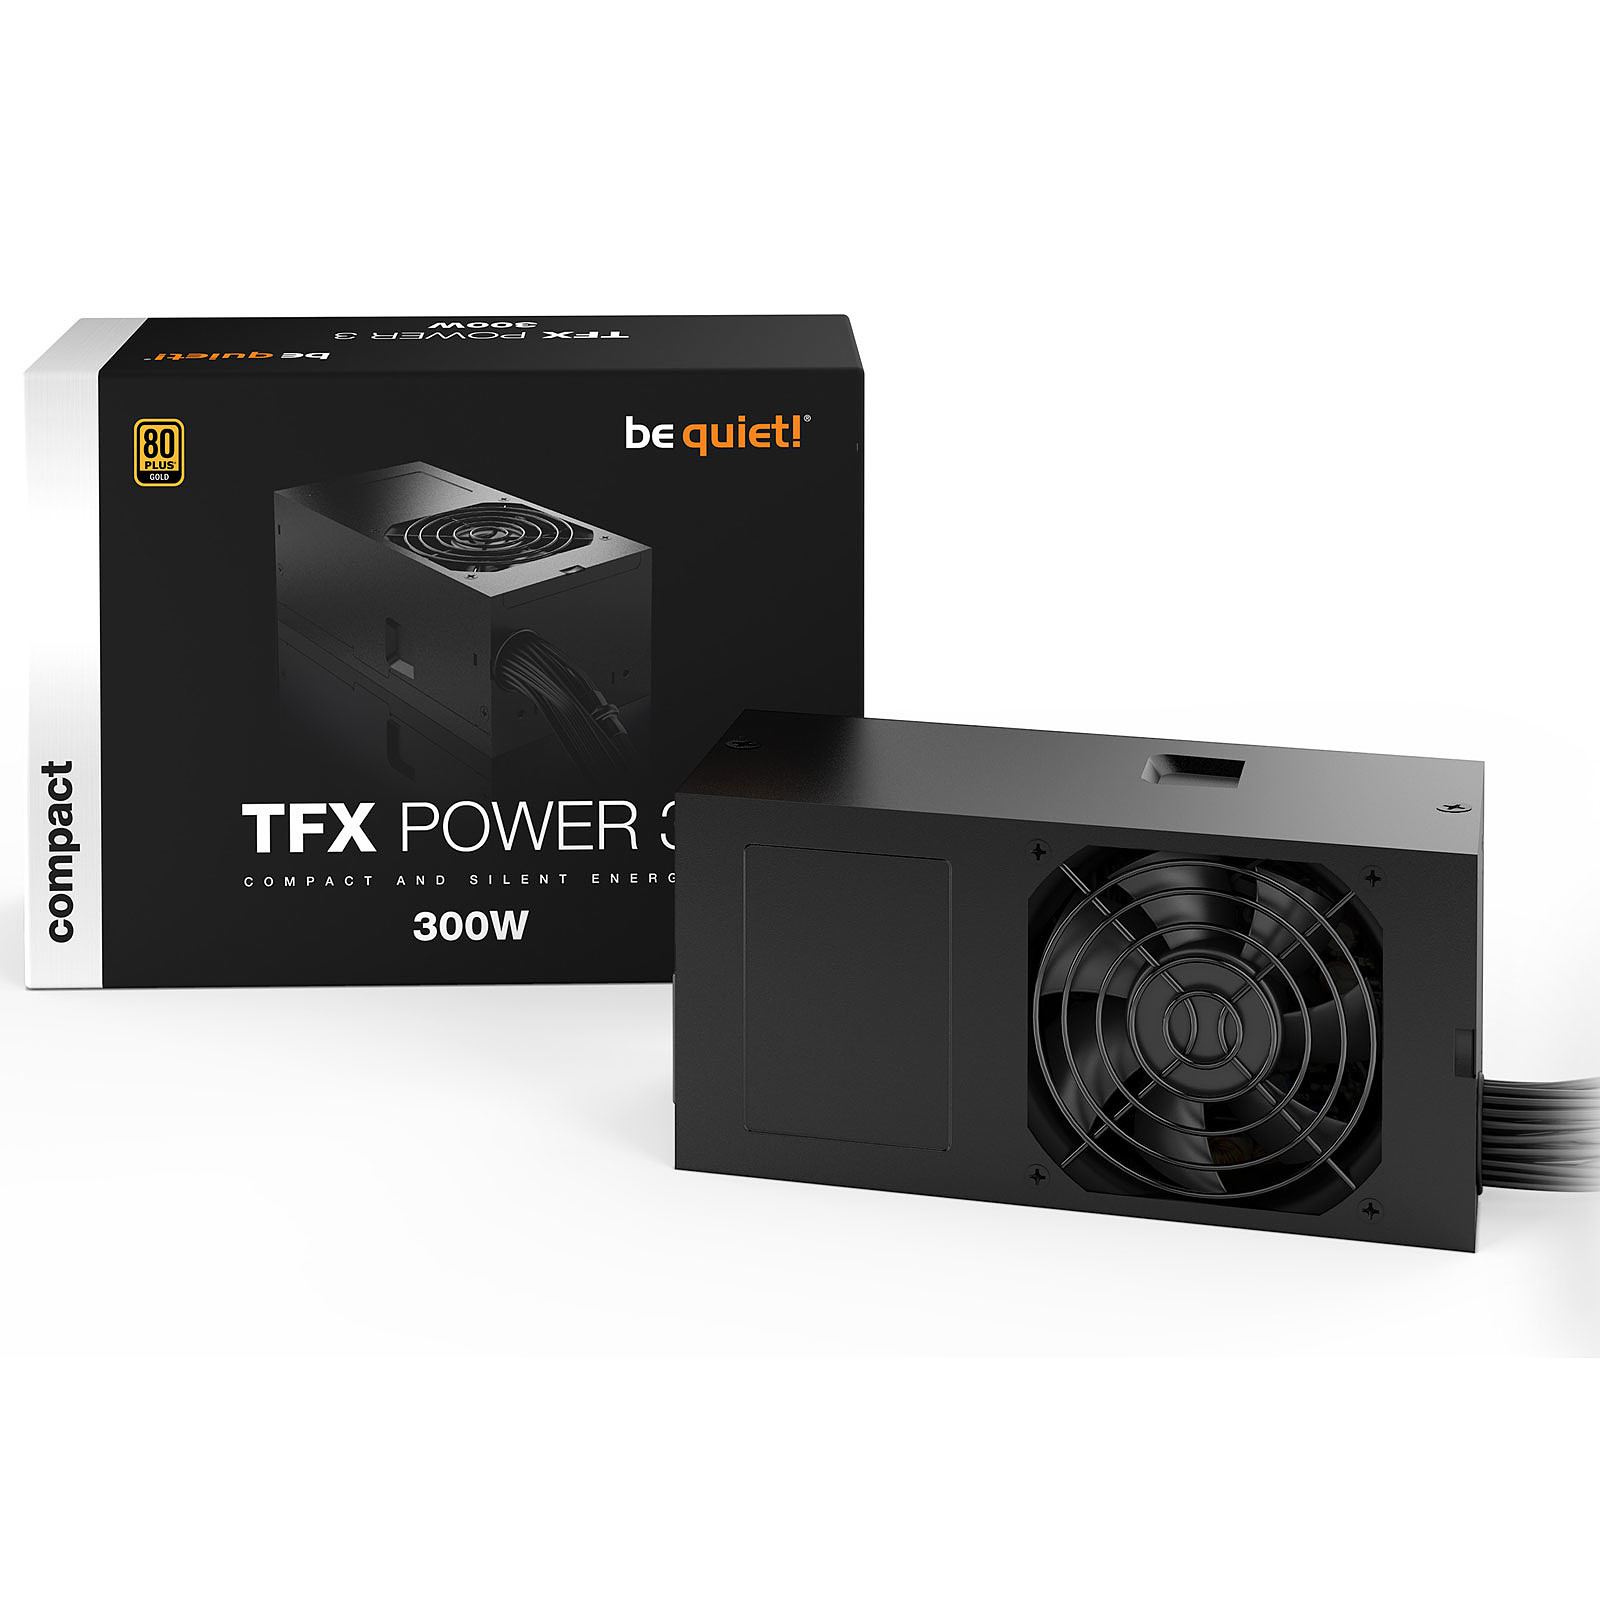 TFX POWER 3
300W
be quiet!
80
PLUS®
GOLD
be quiet!®
compact
TFX POWER 3
COMPACT AND SILENT ENERG
300W